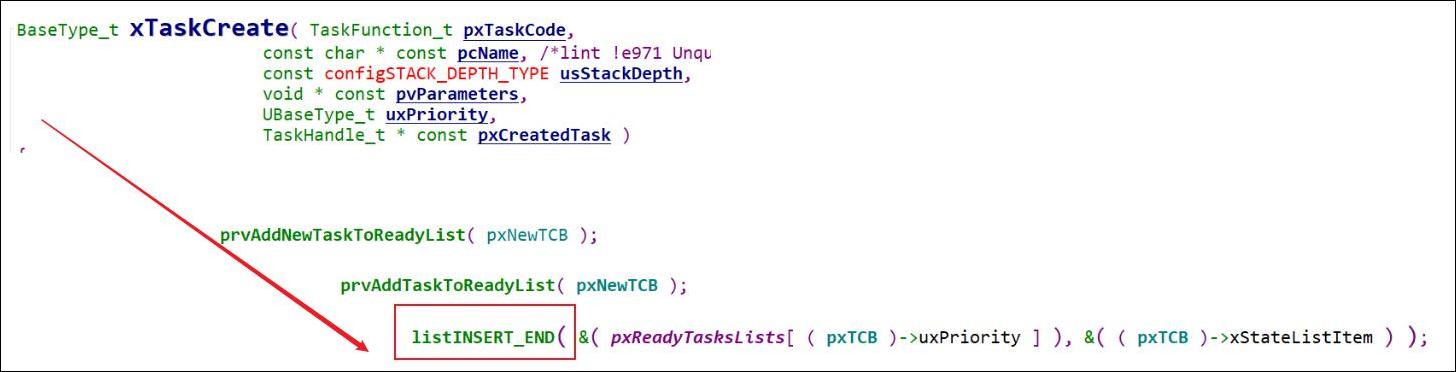 BaseType_t xTaskCreate( TaskFunction_t pxTaskCode,
const char * const pcName, /*lint !e971 Unqu
const configSTACK_DEPTH_TYPE usStackDepth,
void * const pvParameters,
UBaseType_t uxPriority,
TaskHandle_t * const pxCreatedTask )
prvAddNewTaskToReadyList( pxNewTCB );
prvAddTaskToReadyList( pxNewTCB );
listINSERT_END( &( pxReadyTasksLists[ ( pxTCB )->uxPriority ] ), &( ( pxTCB )->xStateListItem ) );